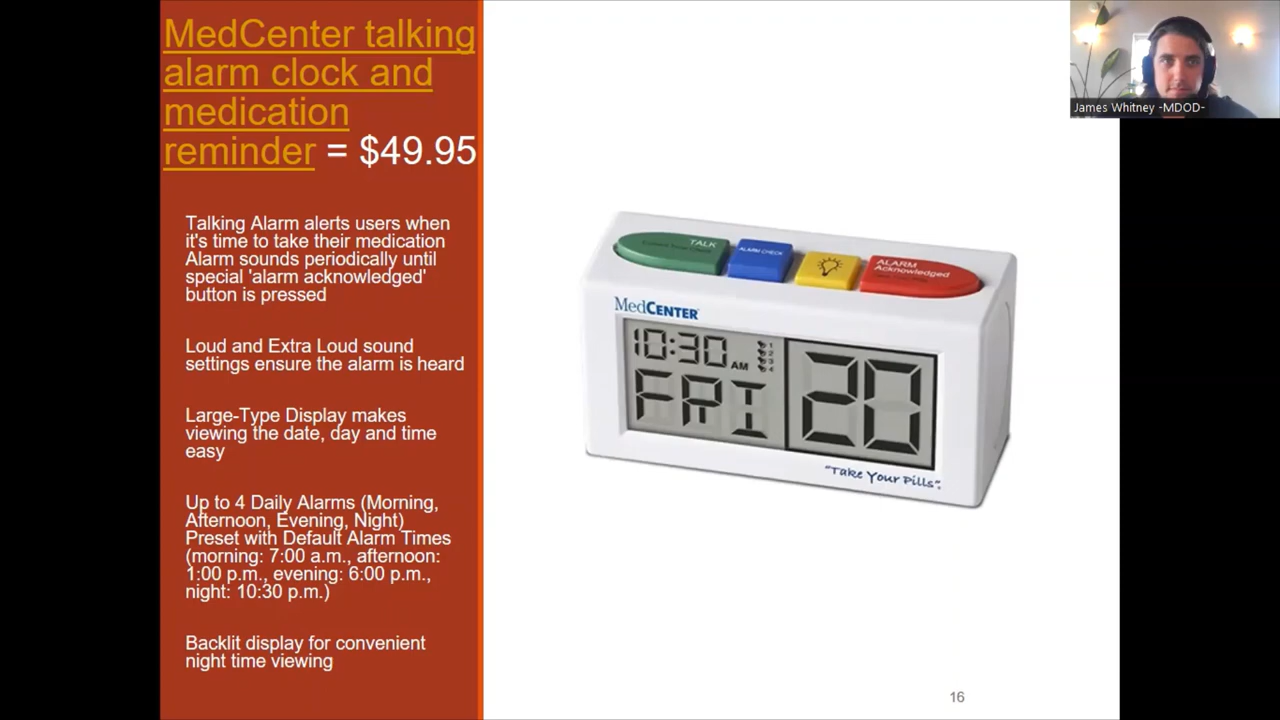 MedCenter talking
alarm clock and
medication
reminder = $49.95
Talking Alarm alerts users when
it's time to take their medication
Alarm sounds periodically until
special 'alarm acknowledged'
button is pressed
Loud and Extra Loud sound
settings ensure the alarm is heard
Large-Type Display makes
viewing the date, day and time
easy
Up to 4 Daily Alarms (Morning,
Afternoon, Evening, Night)
Preset with Default Alarm Times
(morning: 7:00 a.m., afternoon:
1:00 p.m., evening: 6:00 p.m.,
night: 10:30 p.m.)
Backlit display for convenient
night time viewing
James Whitney -MDOD-
TALK
ALARM CHECK
ALARM
Acknowledged
MedCENTER
10:30 AM
1
2
3
4
FRI 20
"Take Your Pills".
16